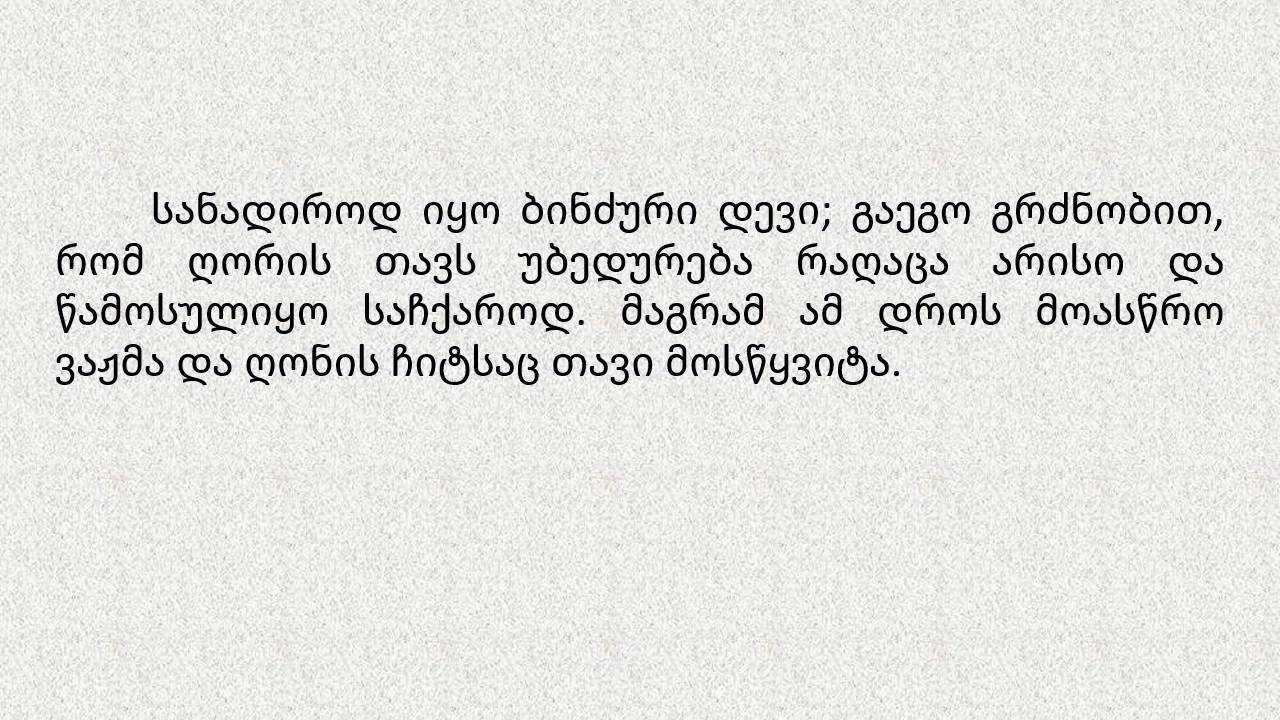 სანადიროდ იყო ბინძური დევი; გაეგო გრძნობით,
რომ ღორის თავს უბედურება რაღაცა არისო და
წამოსულიყო საჩქაროდ. მაგრამ ამ დროს მოასწრო
ვაჟმა და ღონის ჩიტსაც თავი მოსწყვიტა.